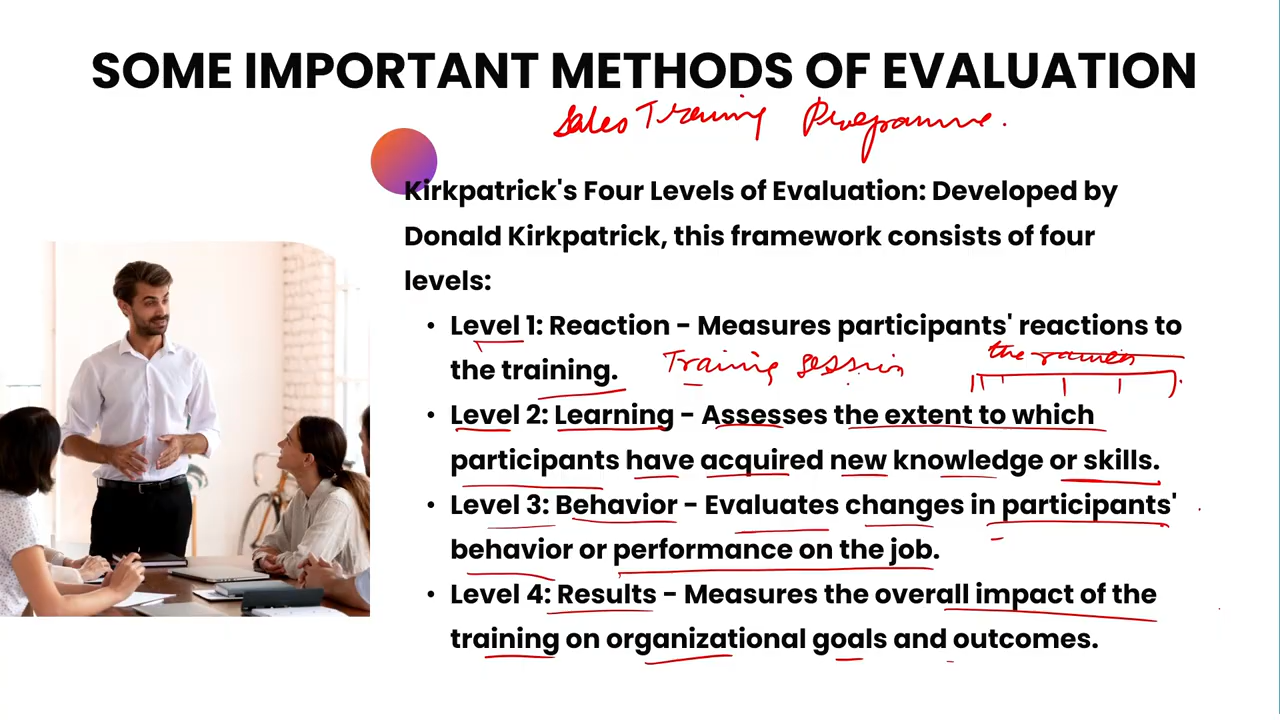 SOME IMPORTANT METHODS OF EVALUATION
Sales Training Programme.
Kirkpatrick's Four Levels of Evaluation: Developed by
Donald Kirkpatrick, this framework consists of four
levels:
• Level 1: Reaction - Measures participants' reactions to
the training. Training session
• Level 2: Learning - Assesses the extent to which
participants have acquired new knowledge or skills.
• Level 3: Behavior - Evaluates changes in participants'
behavior or performance on the job.
• Level 4: Results - Measures the overall impact of the
training on organizational goals and outcomes.